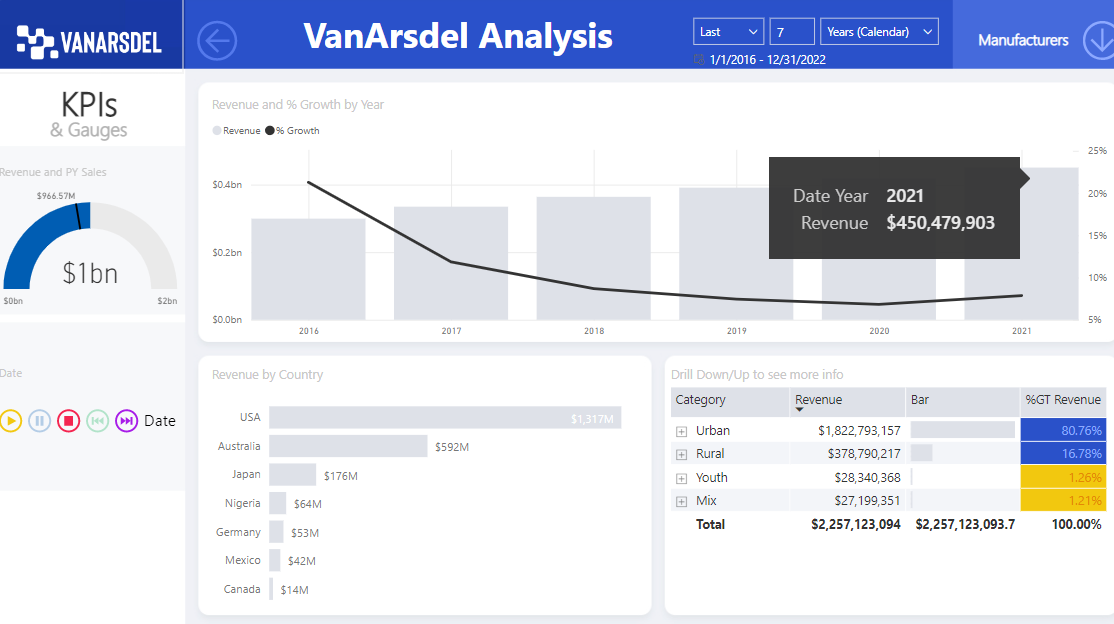 VANARSDEL
VanArsdel Analysis
Last
7
Years (Calendar)
1/1/2016 - 12/31/2022
Manufacturers
KPIs
& Gauges
Revenue and PY Sales
$966.57M
$1bn
$0bn
$2bn
Date
Date
Revenue and % Growth by Year
Revenue
% Growth
$0.4bn
$0.2bn
$0.0bn
25%
20%
15%
10%
5%
Date Year 2021
Revenue $450,479,903
2016 2017 2018 2019 2020 2021
Revenue by Country
USA $1,317M
Australia $592M
Japan $176M
Nigeria $64M
Germany $53M
Mexico $42M
Canada $14M
Drill Down/Up to see more info
Category Revenue Bar %GT Revenue
Urban $1,822,793,157 80.76%
Rural $378,790,217 16.78%
Youth $28,340,368 1.26%
Mix $27,199,351 1.21%
Total $2,257,123,094 $2,257,123,093.7 100.00%